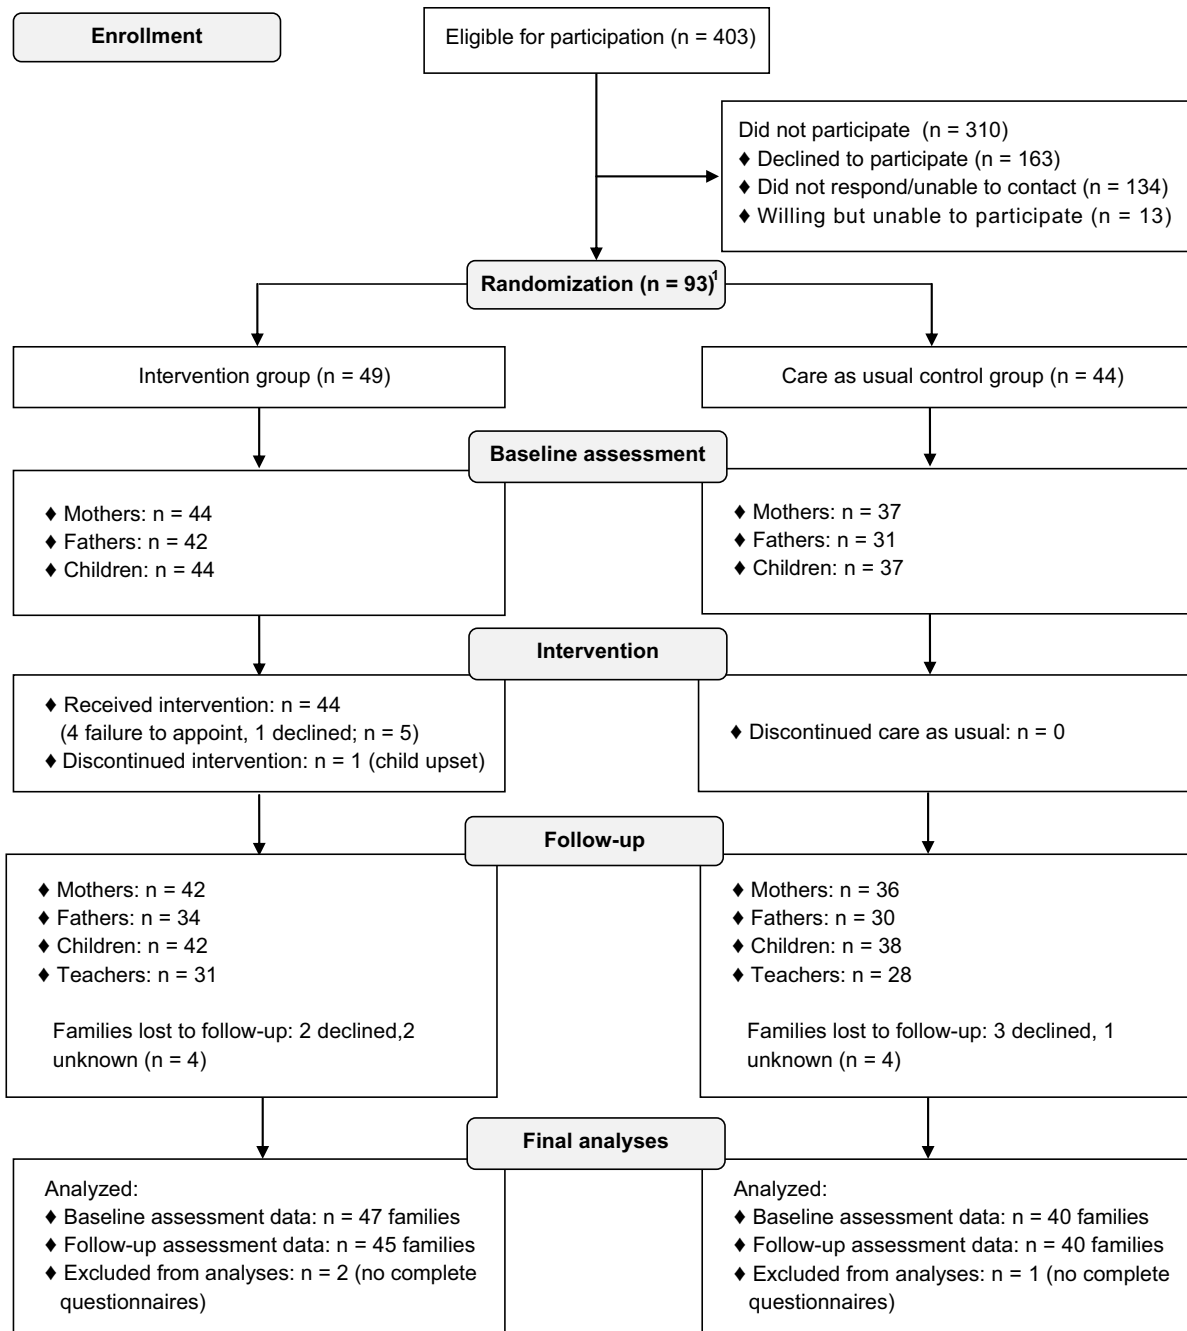 Enrollment
Eligible for participation (n = 403)
Did not participate (n = 310)
♦ Declined to participate (n = 163)
♦ Did not respond/unable to contact (n = 134)
♦ Willing but unable to participate (n = 13)
Randomization (n = 93)¹
Intervention group (n = 49)
Care as usual control group (n = 44)
Baseline assessment
♦ Mothers: n = 44
♦ Fathers: n = 42
♦ Children: n = 44
♦ Mothers: n = 37
♦ Fathers: n = 31
♦ Children: n = 37
Intervention
♦ Received intervention: n = 44
(4 failure to appoint, 1 declined; n = 5)
♦ Discontinued intervention: n = 1 (child upset)
♦ Discontinued care as usual: n = 0
Follow-up
♦ Mothers: n = 42
♦ Fathers: n = 34
♦ Children: n = 42
♦ Teachers: n = 31
Families lost to follow-up: 2 declined,2
unknown (n = 4)
♦ Mothers: n = 36
♦ Fathers: n = 30
♦ Children: n = 38
♦ Teachers: n = 28
Families lost to follow-up: 3 declined, 1
unknown (n = 4)
Final analyses
Analyzed:
♦ Baseline assessment data: n = 47 families
♦ Follow-up assessment data: n = 45 families
♦ Excluded from analyses: n = 2 (no complete
questionnaires)
Analyzed:
♦ Baseline assessment data: n = 40 families
♦ Follow-up assessment data: n = 40 families
♦ Excluded from analyses: n = 1 (no complete
questionnaires)